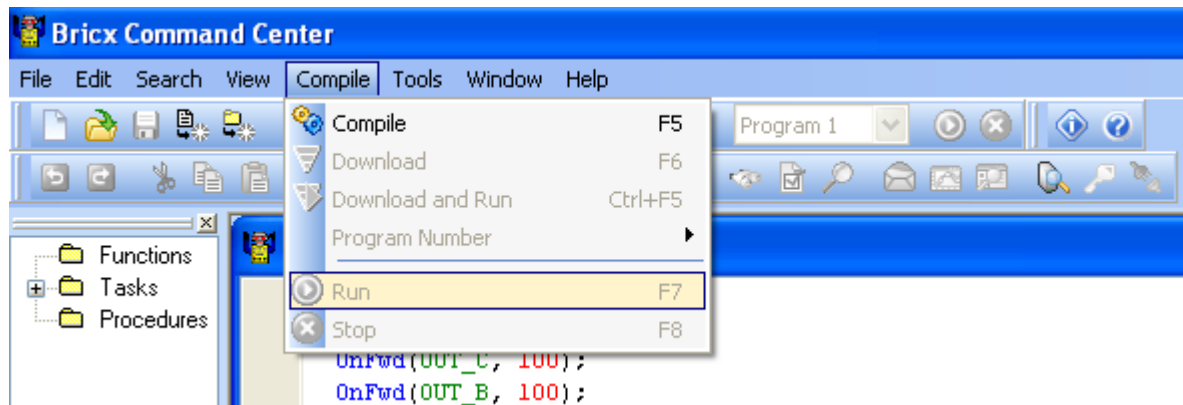 Bricx Command Center
File Edit Search View Compile Tools Window Help
Compile F5
Program 1
Download F6
Download and Run Ctrl+F5
Program Number
Functions
Tasks
Run F7
Procedures
Stop F8
OnFwd(OUT_C, 100);
OnFwd(OUT_B, 100);